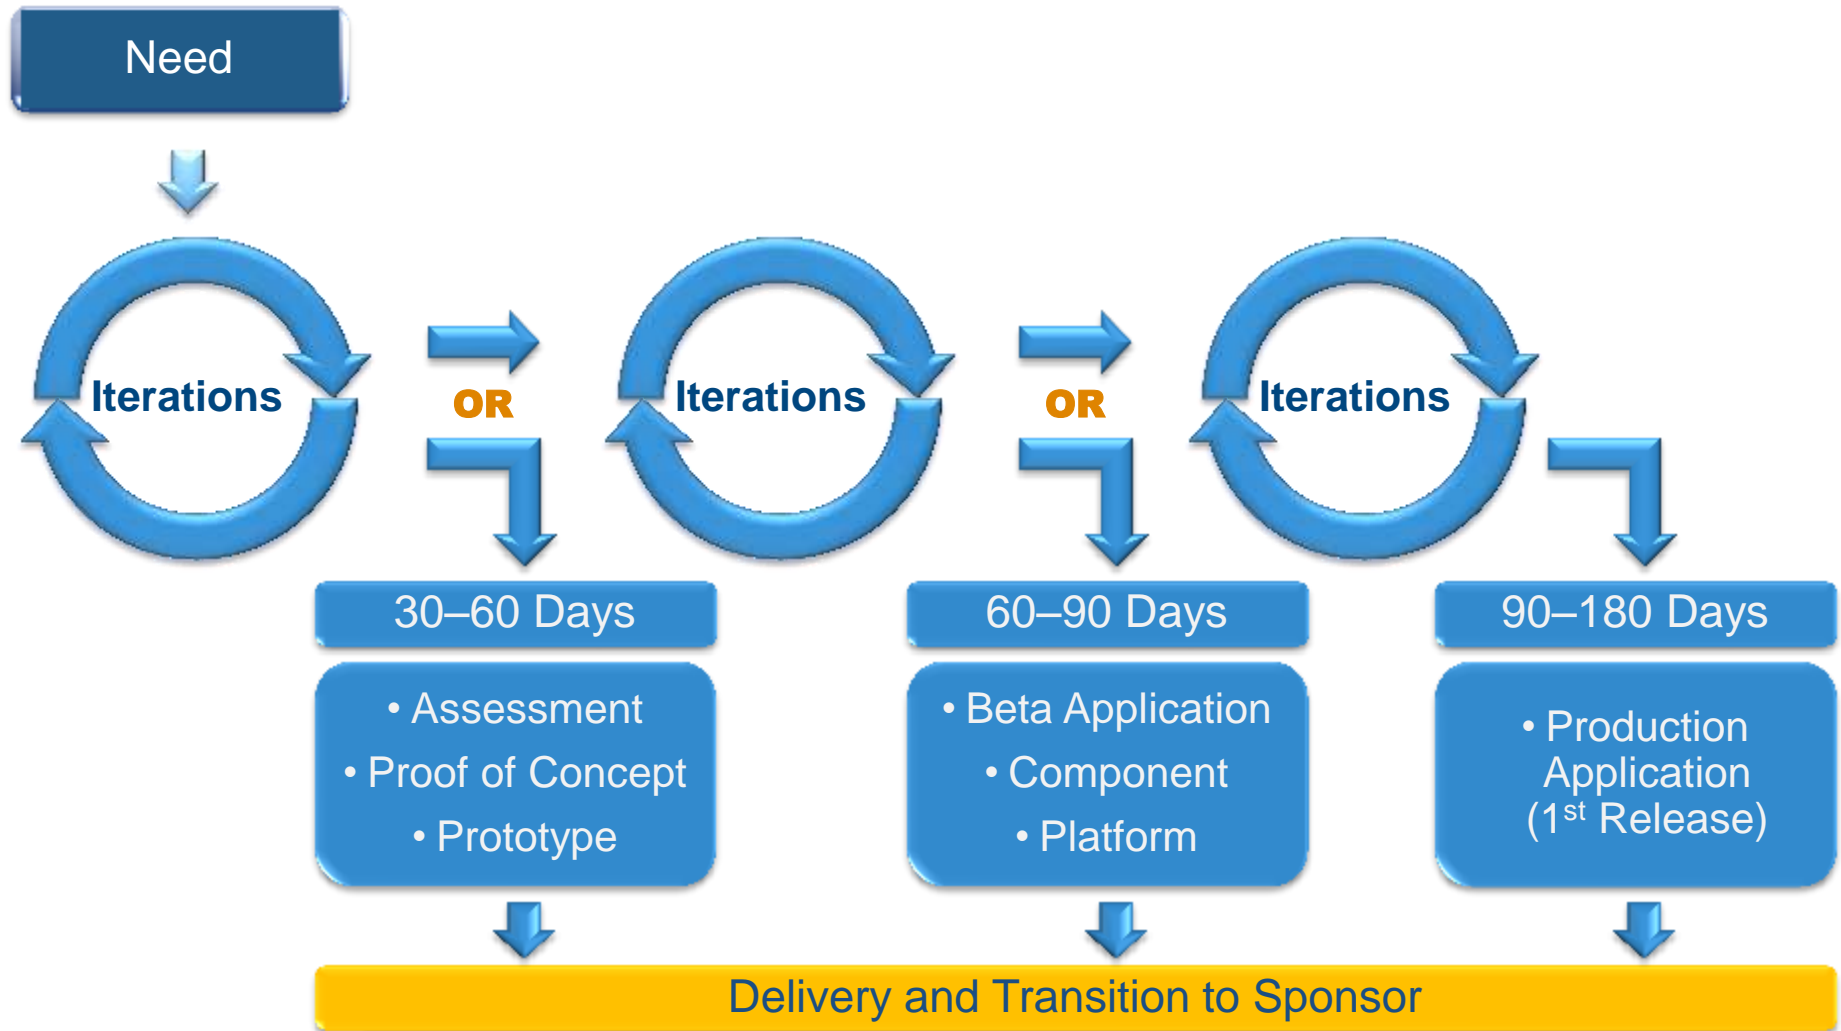 Need
Iterations
OR
Iterations
OR
Iterations
30–60 Days
• Assessment
• Proof of Concept
• Prototype
60–90 Days
• Beta Application
• Component
• Platform
90–180 Days
• Production
Application
(1st Release)
Delivery and Transition to Sponsor